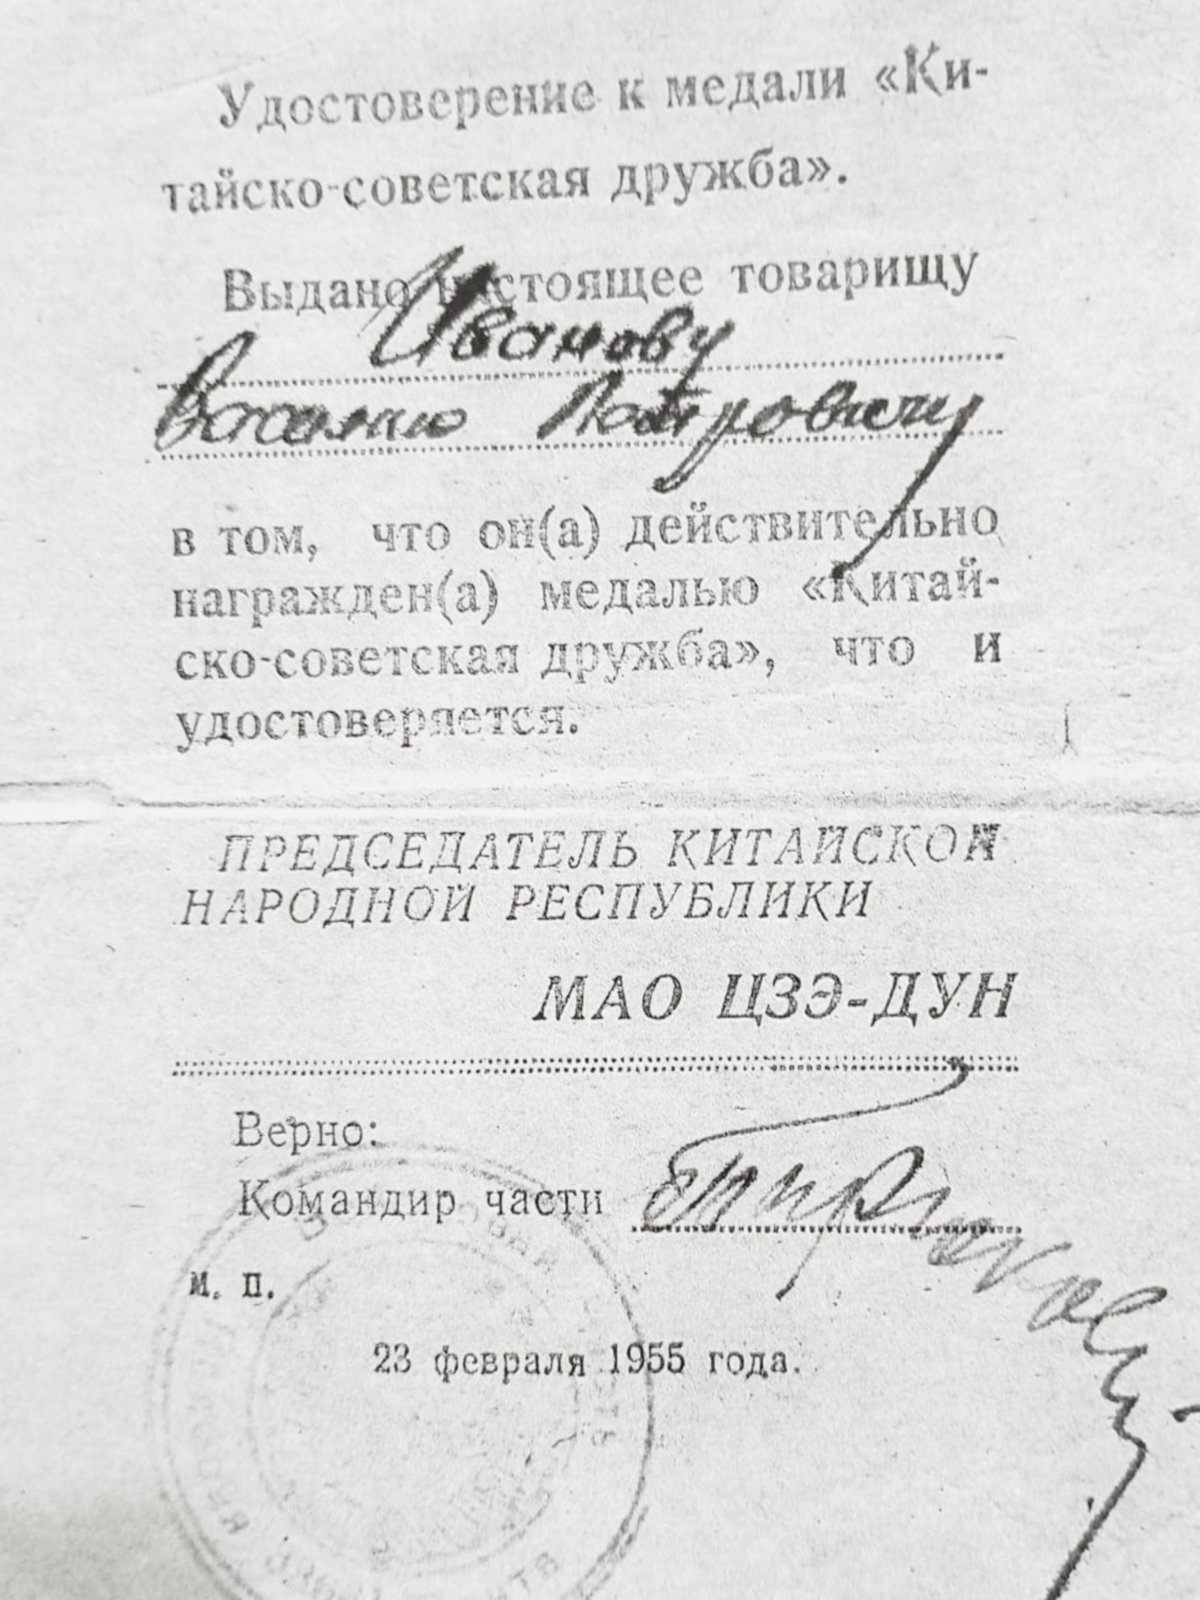 Удостоверение к медали «Ки-
тайско-советская дружба».
Выдано настоящее товарищу
Иванову
Василию Петровичу
в том, что он(а) действительно
награжден(а) медалью «Китай-
ско-советская дружба», что и
удостоверяется.
ПРЕДСЕДАТЕЛЬ КИТАЙСКОЙ
НАРОДНОЙ РЕСПУБЛИКИ
МАО ЦЗЭ-ДУН
Верно:
Командир части
м. п.
23 февраля 1955 года.